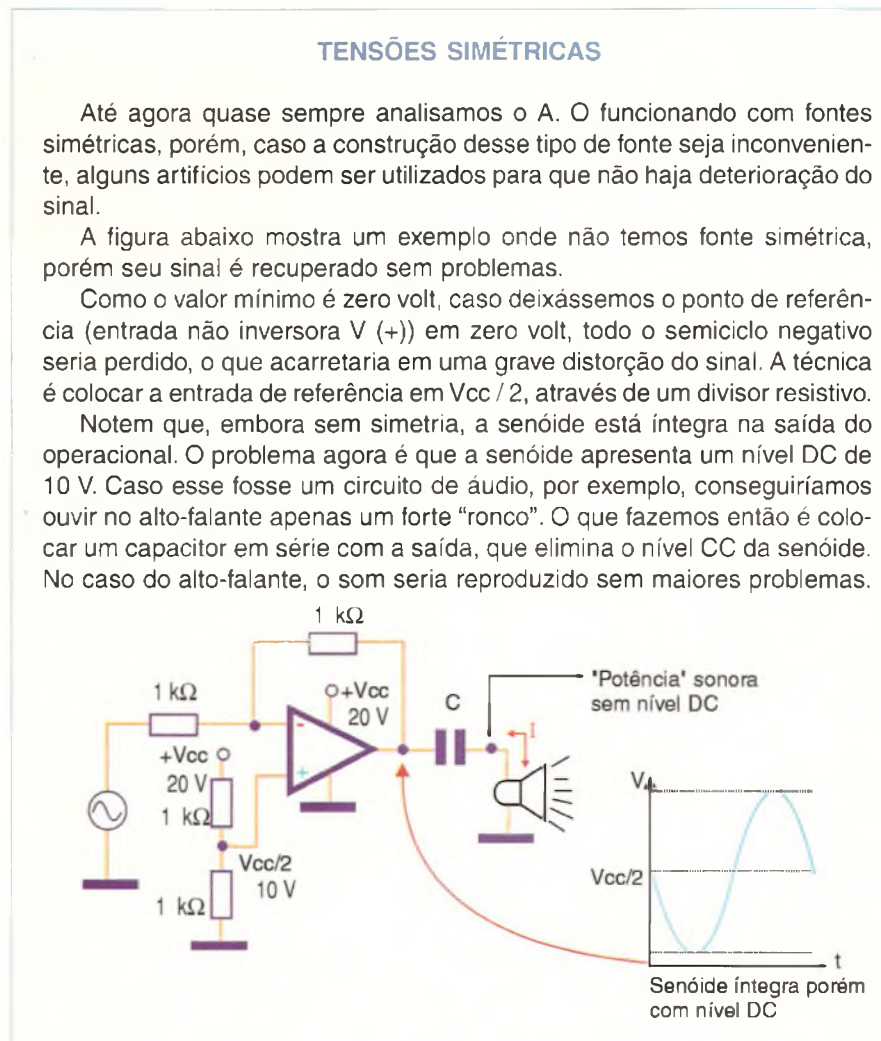 TENSÕES SIMÉTRICAS
Até agora quase sempre analisamos o A. O funcionando com fontes
simétricas, porém, caso a construção desse tipo de fonte seja inconvenien-
te, alguns artifícios podem ser utilizados para que não haja deterioração do
sinal.
A figura abaixo mostra um exemplo onde não temos fonte simétrica,
porém seu sinal é recuperado sem problemas.
Como o valor mínimo é zero volt, caso deixássemos o ponto de referên-
cia (entrada não inversora V (+)) em zero volt, todo o semiciclo negativo
seria perdido, o que acarretaria em uma grave distorção do sinal. A técnica
é colocar a entrada de referência em Vcc / 2, através de um divisor resistivo.
Notem que, embora sem simetria, a senóide está íntegra na saída do
operacional. O problema agora é que a senóide apresenta um nível DC de
10 V. Caso esse fosse um circuito de áudio, por exemplo, conseguiríamos
ouvir no alto-falante apenas um forte “ronco”. O que fazemos então é colo-
car um capacitor em série com a saída, que elimina o nível CC da senóide.
No caso do alto-falante, o som seria reproduzido sem maiores problemas.
1 kΩ
1 kΩ
+Vcc
20 V
C
"Potência" sonora
sem nível DC
I
-
+
+Vcc
20 V
1 kΩ
Vcc/2
10 V
1 kΩ
V
Vcc/2
t
Senóide íntegra porém
com nível DC